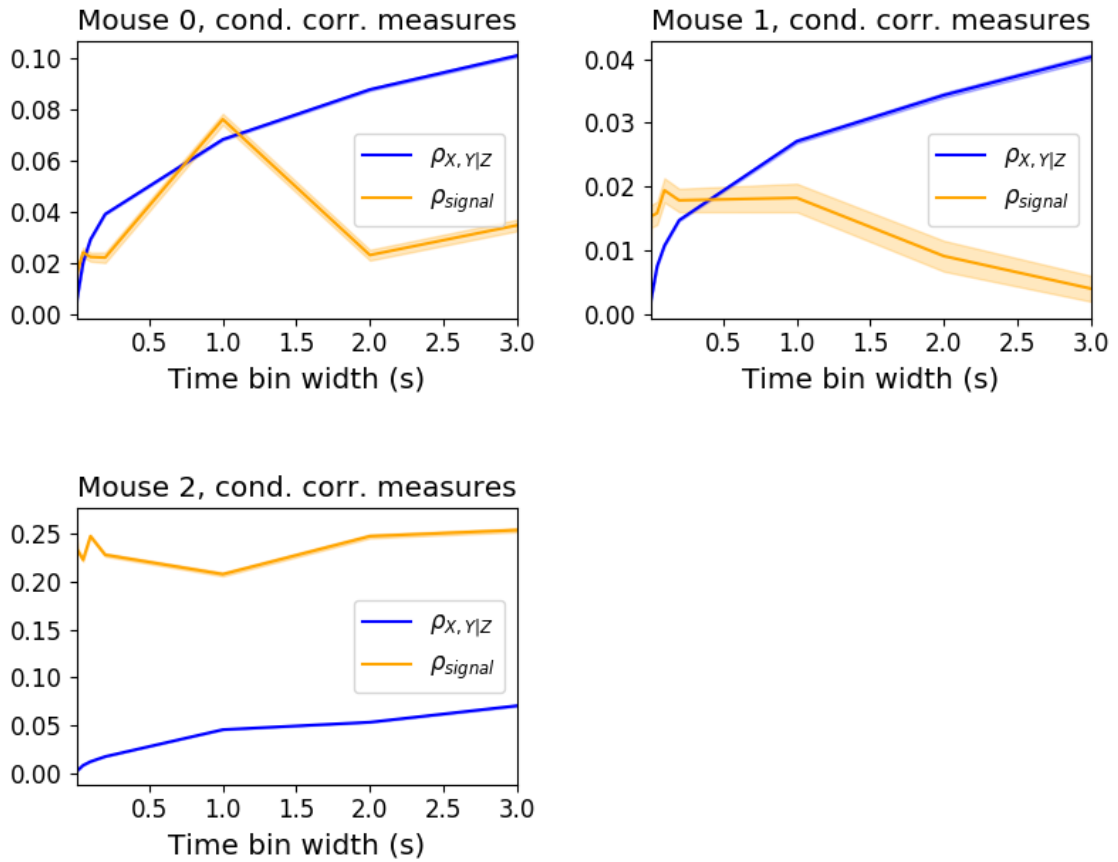 Mouse 0, cond. corr. measures
0.10
0.08
0.06
0.04
0.02
0.00
ρX, Y|Z
ρsignal
0.5 1.0 1.5 2.0 2.5 3.0
Time bin width (s)
Mouse 1, cond. corr. measures
0.04
0.03
0.02
0.01
0.00
ρX, Y|Z
ρsignal
0.5 1.0 1.5 2.0 2.5 3.0
Time bin width (s)
Mouse 2, cond. corr. measures
0.25
0.20
0.15
0.10
0.05
0.00
ρX, Y|Z
ρsignal
0.5 1.0 1.5 2.0 2.5 3.0
Time bin width (s)